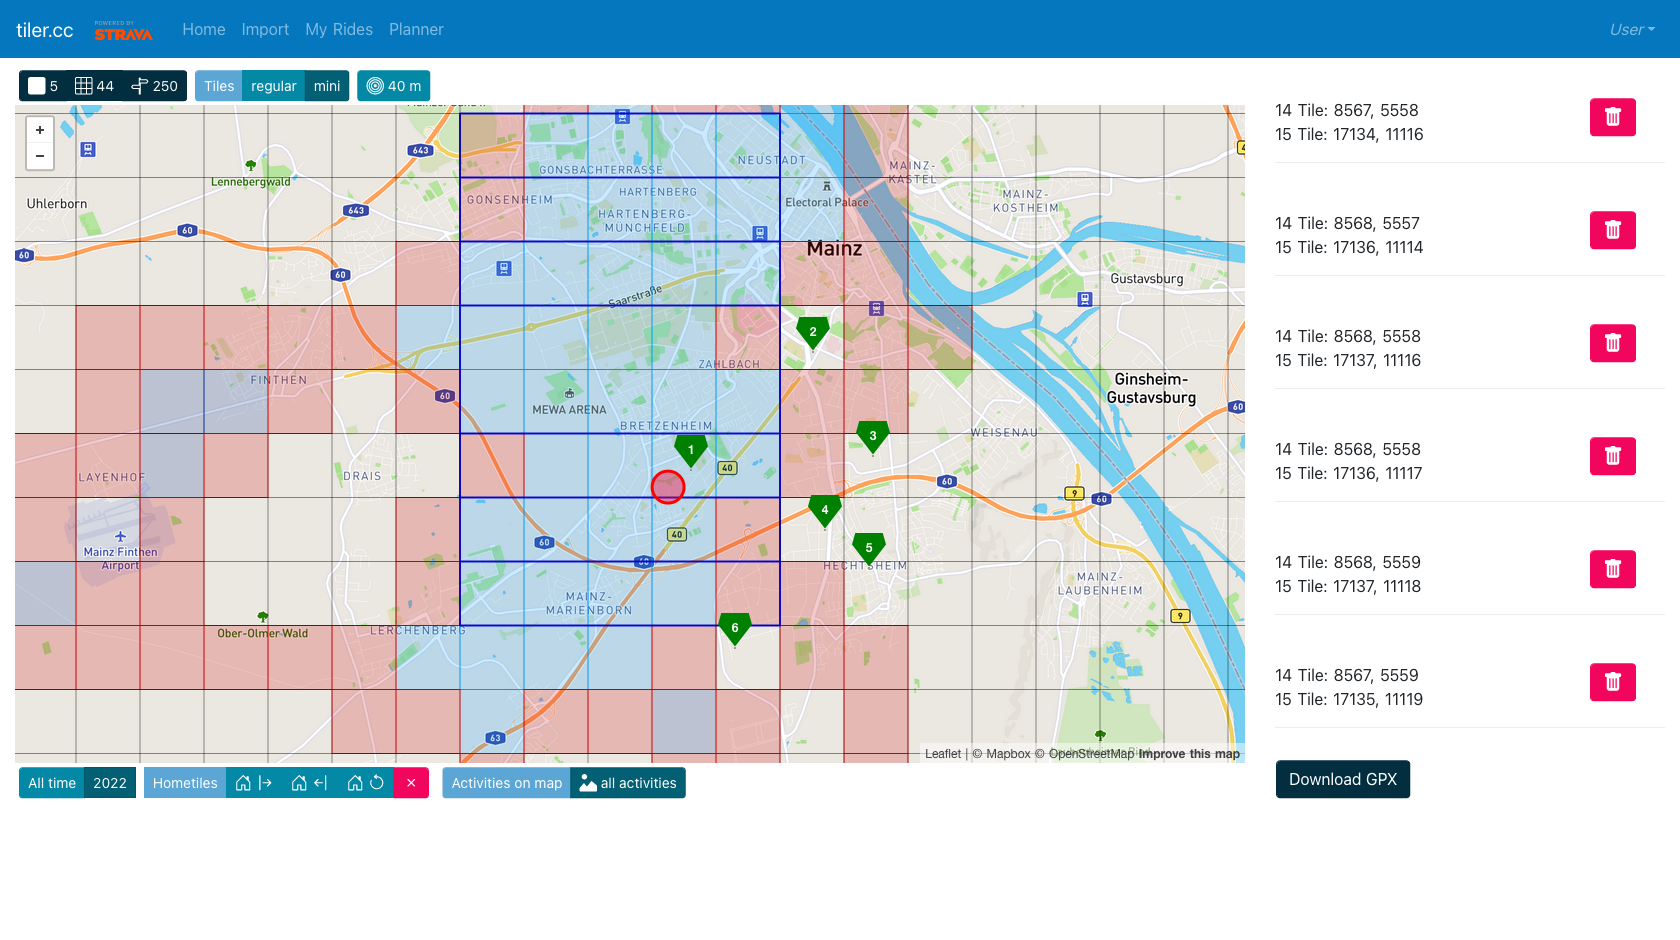 tiler.cc
POWERED BY
STRAVA
Home
Import
My Rides
Planner
User
5
44
250
Tiles
regular
mini
40 m
+
−
643
NEUSTADT
GONSBACHTERRASSE
MAINZ-
KASTEL
Lennebergwald
HARTENBERG
Electoral Palace
MAINZ-
KOSTHEIM
Uhlerborn
643
GONSENHEIM
HARTENBERG-
MÜNCHFELD
60
Mainz
60
60
Gustavsburg
Saarstraße
2
ZAHLBACH
FINTHEN
Ginsheim-
Gustavsburg
60
MEWA ARENA
60
BRETZENHEIM
3
WEISENAU
1
40
LAYENHOF
DRAIS
60
9
60
4
40
Mainz Finthen
Airport
60
60
5
HECHTSHEIM
MAINZ-
LAUBENHEIM
MAINZ-
MARIENBORN
9
Ober-Olmer-Wald
LERCHENBERG
6
63
Leaflet | © Mapbox © OpenStreetMap Improve this map
All time
2022
Hometiles
×
Activities on map
all activities
14 Tile: 8567, 5558
15 Tile: 17134, 11116
14 Tile: 8568, 5557
15 Tile: 17136, 11114
14 Tile: 8568, 5558
15 Tile: 17137, 11116
14 Tile: 8568, 5558
15 Tile: 17136, 11117
14 Tile: 8568, 5559
15 Tile: 17137, 11118
14 Tile: 8567, 5559
15 Tile: 17135, 11119
Download GPX